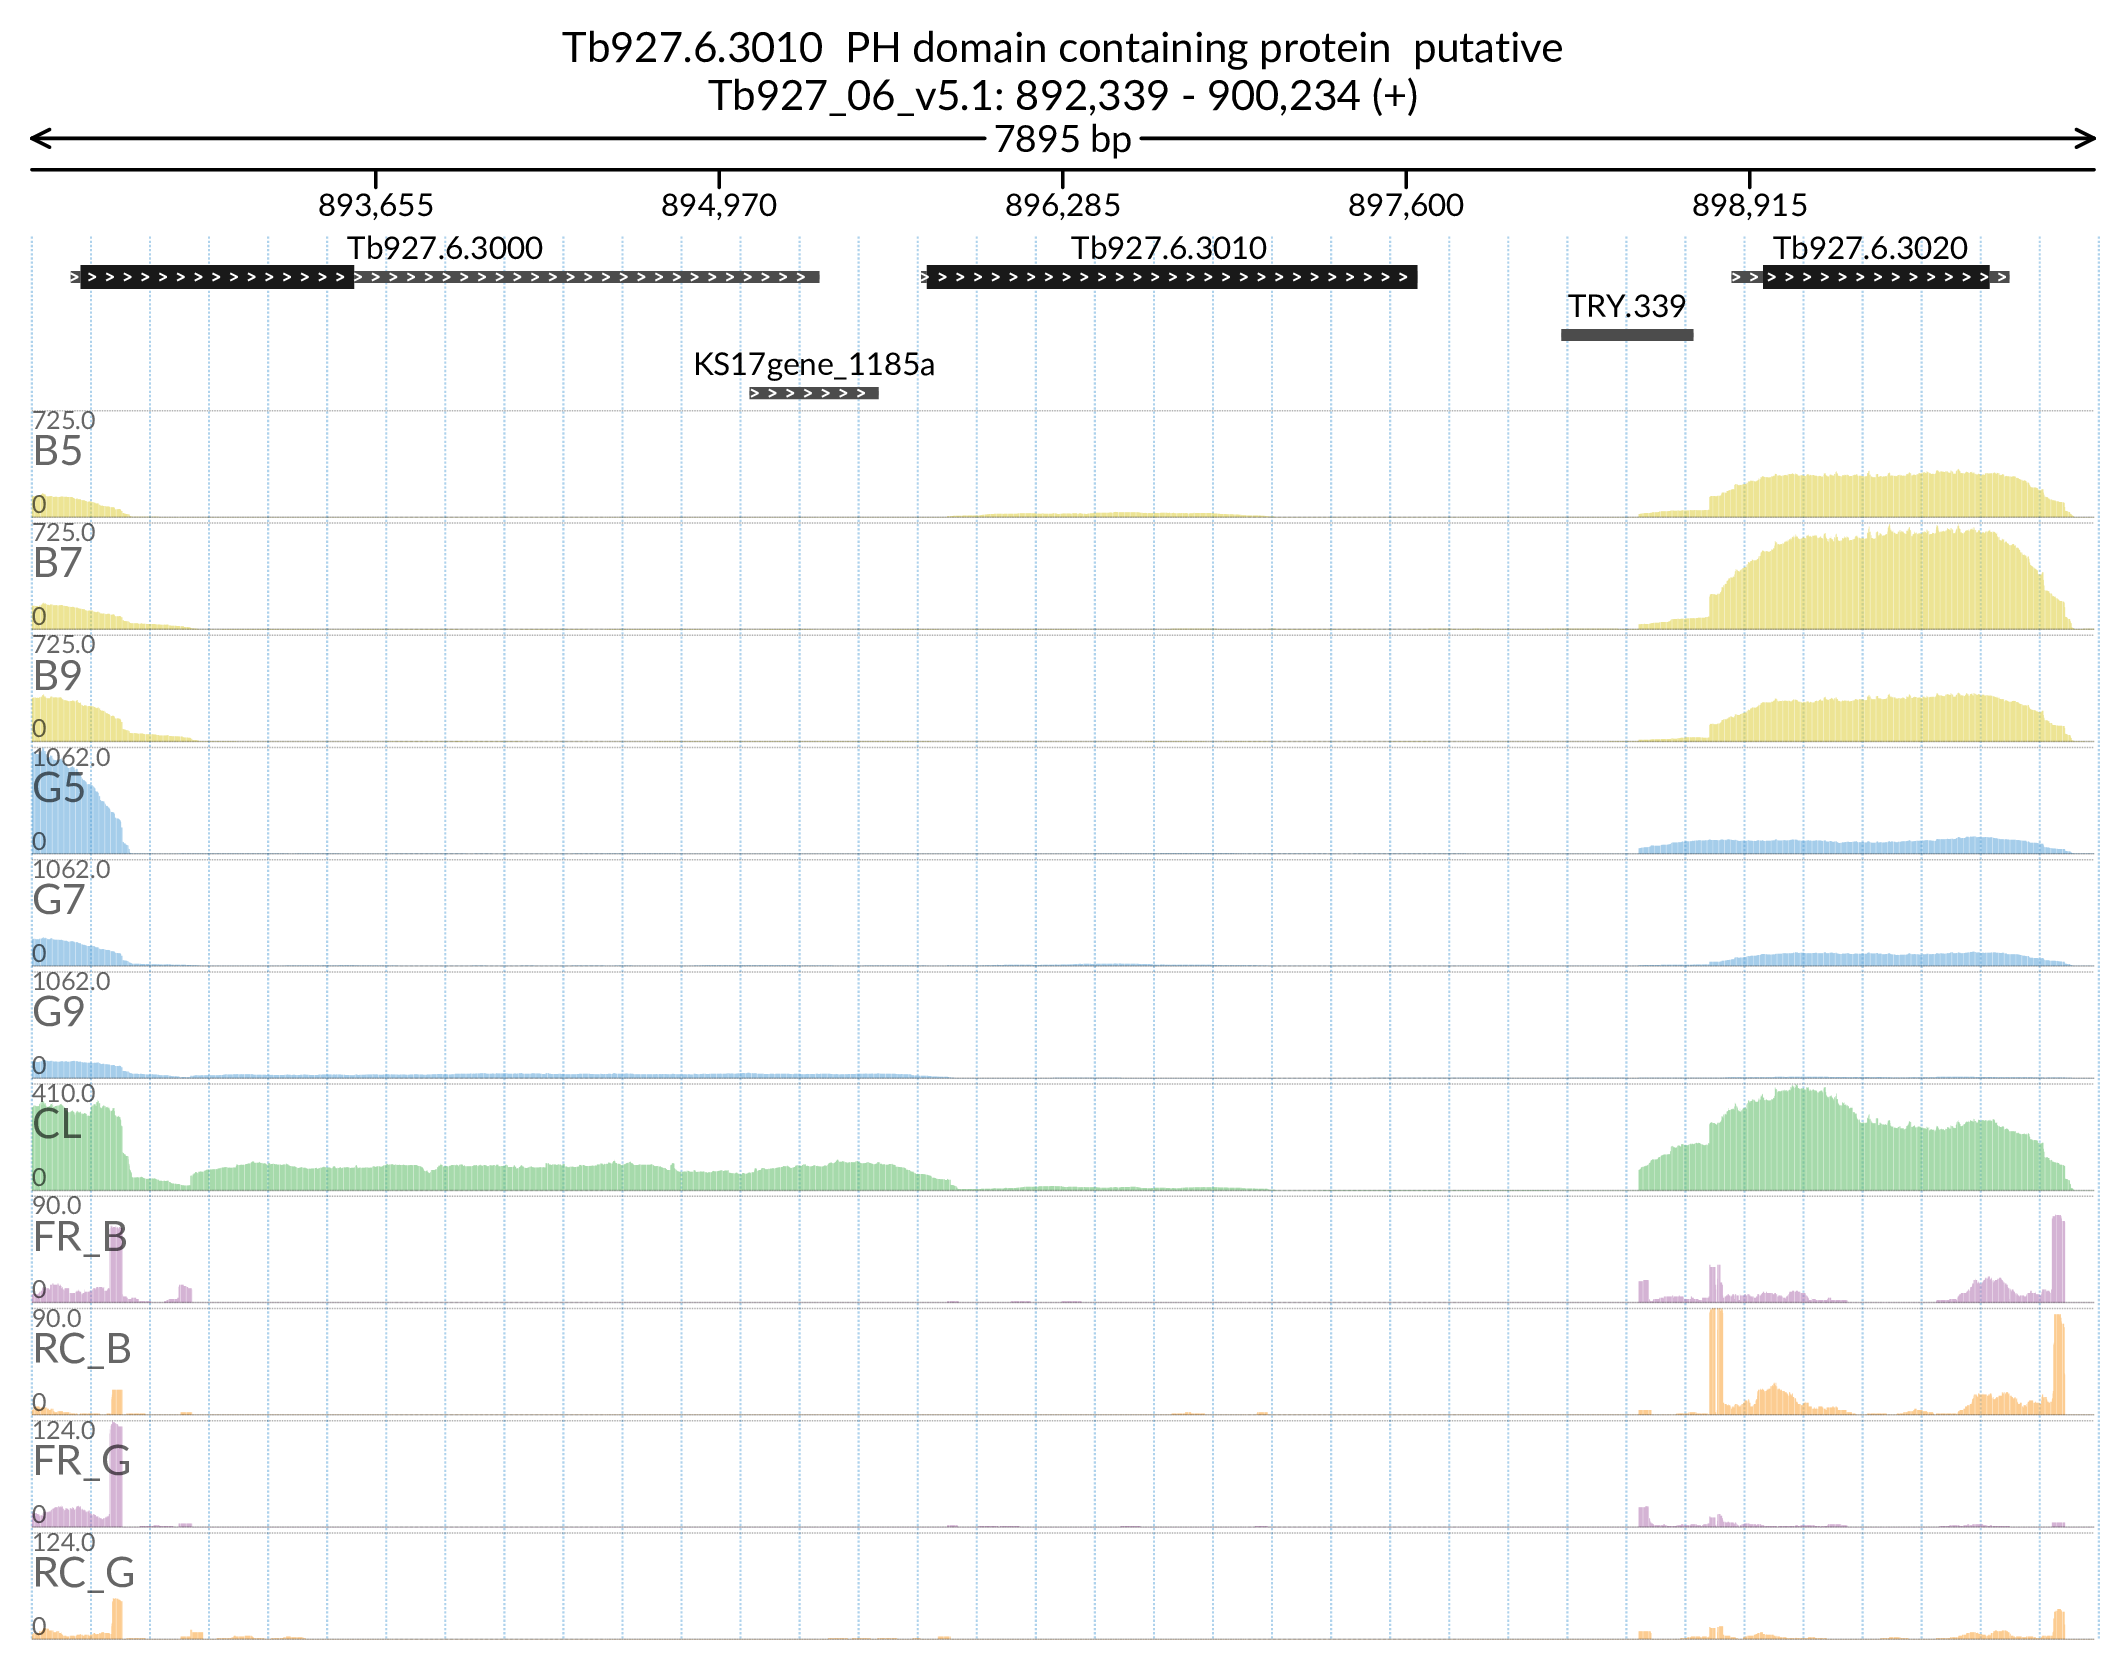 Tb927.6.3010  PH domain containing protein  putative
Tb927_06_v5.1: 892,339 - 900,234 (+)
7895 bp
893,655 894,970 896,285 897,600 898,915
Tb927.6.3000 Tb927.6.3010 Tb927.6.3020
TRY.339
KS17gene_1185a
725.0
B5
0
725.0
B7
0
725.0
B9
0
1062.0
G5
0
1062.0
G7
0
1062.0
G9
0
410.0
CL
0
90.0
FR_B
0
90.0
RC_B
0
124.0
FR_G
0
124.0
RC_G
0